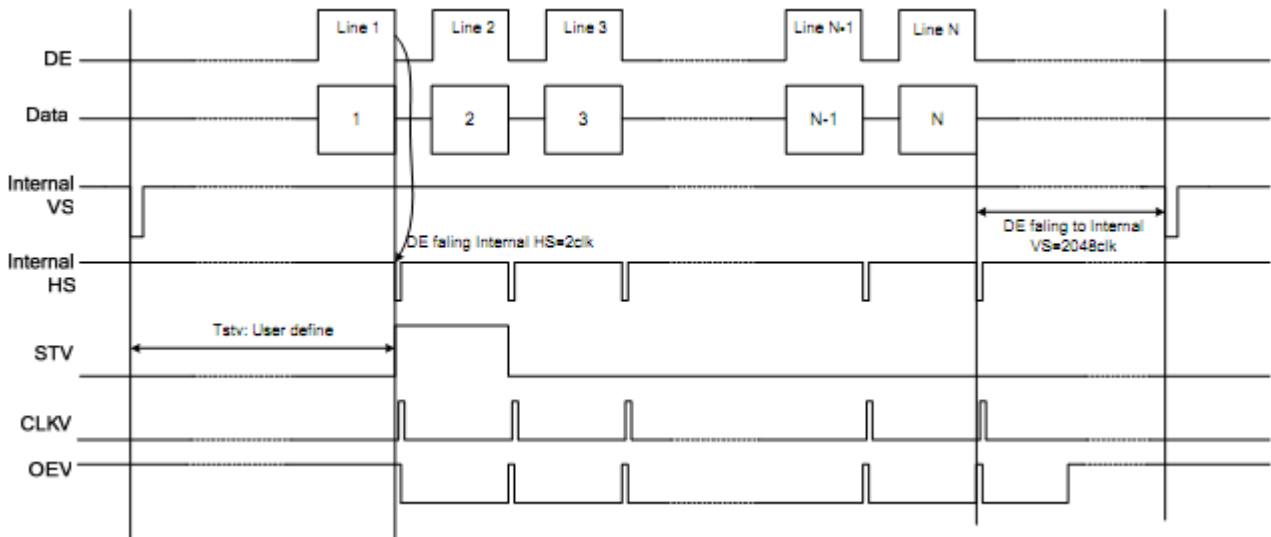 Line 1
Line 2
Line 3
Line N-1
Line N
DE
Data
1
2
3
N-1
N
Internal
VS
DE faling to Internal
VS=2048clk
DE faling Internal HS=2clk
Internal
HS
Tstv: User define
STV
CLKV
OEV